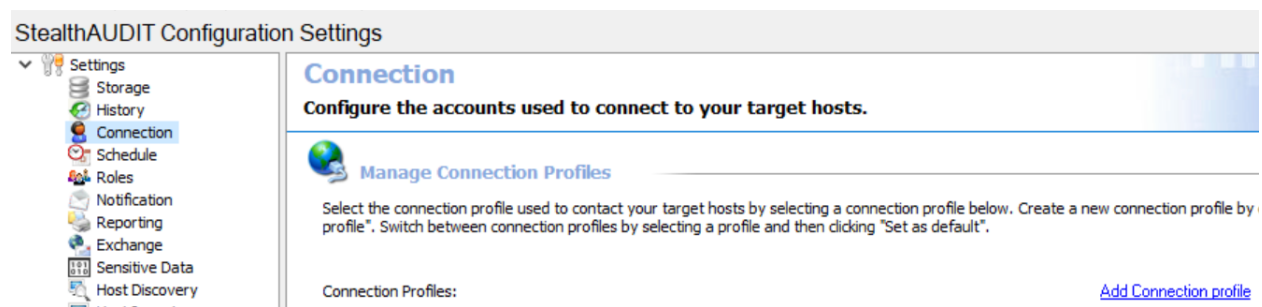 StealthAUDIT Configuration Settings
Settings
Storage
History
Connection
Schedule
Roles
Notification
Reporting
Exchange
Sensitive Data
Host Discovery
Connection
Configure the accounts used to connect to your target hosts.
Manage Connection Profiles
Select the connection profile used to contact your target hosts by selecting a connection profile below. Create a new connection profile by
profile". Switch between connection profiles by selecting a profile and then clicking "Set as default".
Connection Profiles:
Add Connection profile